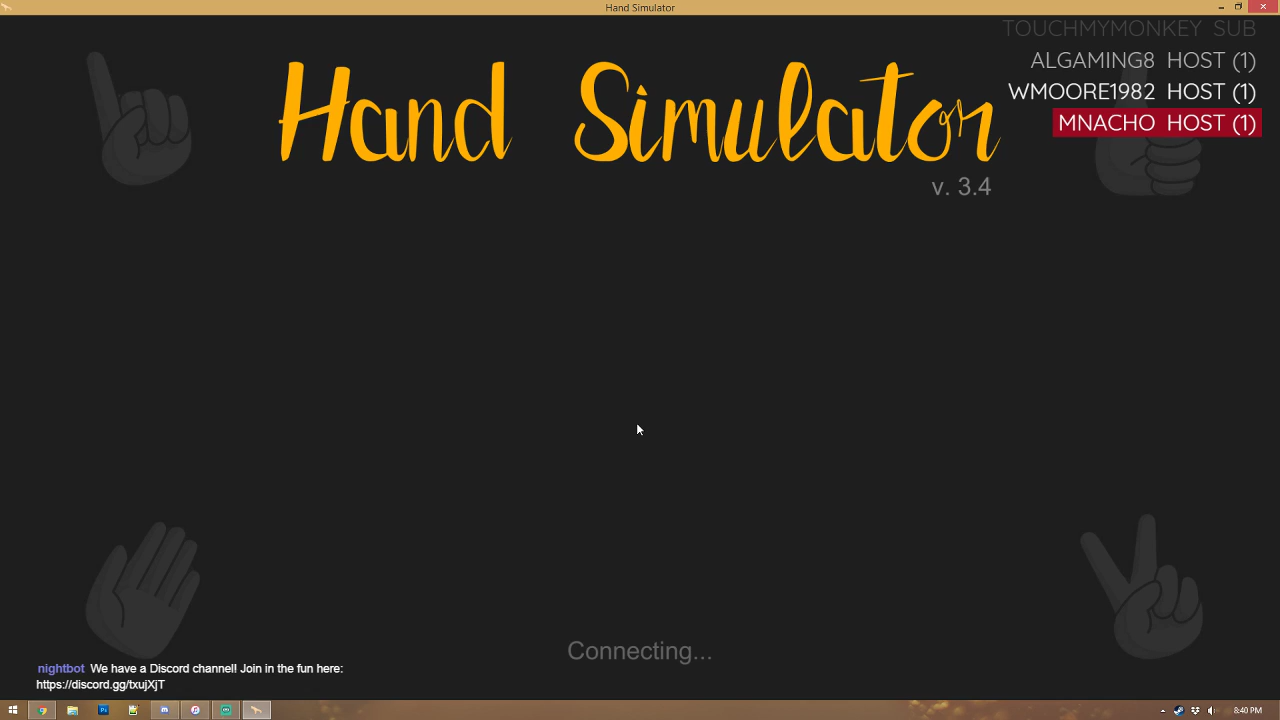 Hand Simulator
TOUCHMYMONKEY SUB
ALGAMING8 HOST (1)
WMOORE1982 HOST (1)
MNACHO HOST (1)
Hand Simulator
v. 3.4
Connecting...
nightbot We have a Discord channel! Join in the fun here:
https://discord.gg/txujXjT
Ps
8:40 PM